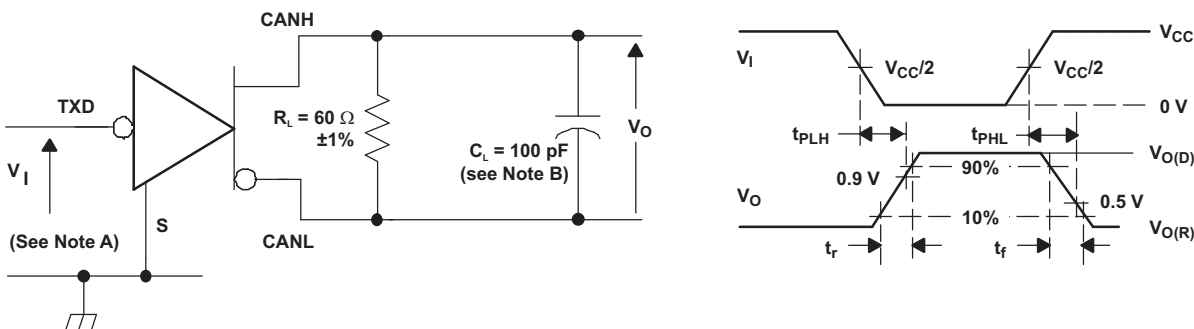 CANH
TXD
R_L = 60 Ω
±1%
V_O
C_L = 100 pF
(see Note B)
V_I
S
(See Note A)
CANL
V_CC
V_I
V_CC/2
V_CC/2
0 V
t_PLH
t_PHL
V_O(D)
90%
0.9 V
V_O
0.5 V
10%
V_O(R)
t_r
t_f